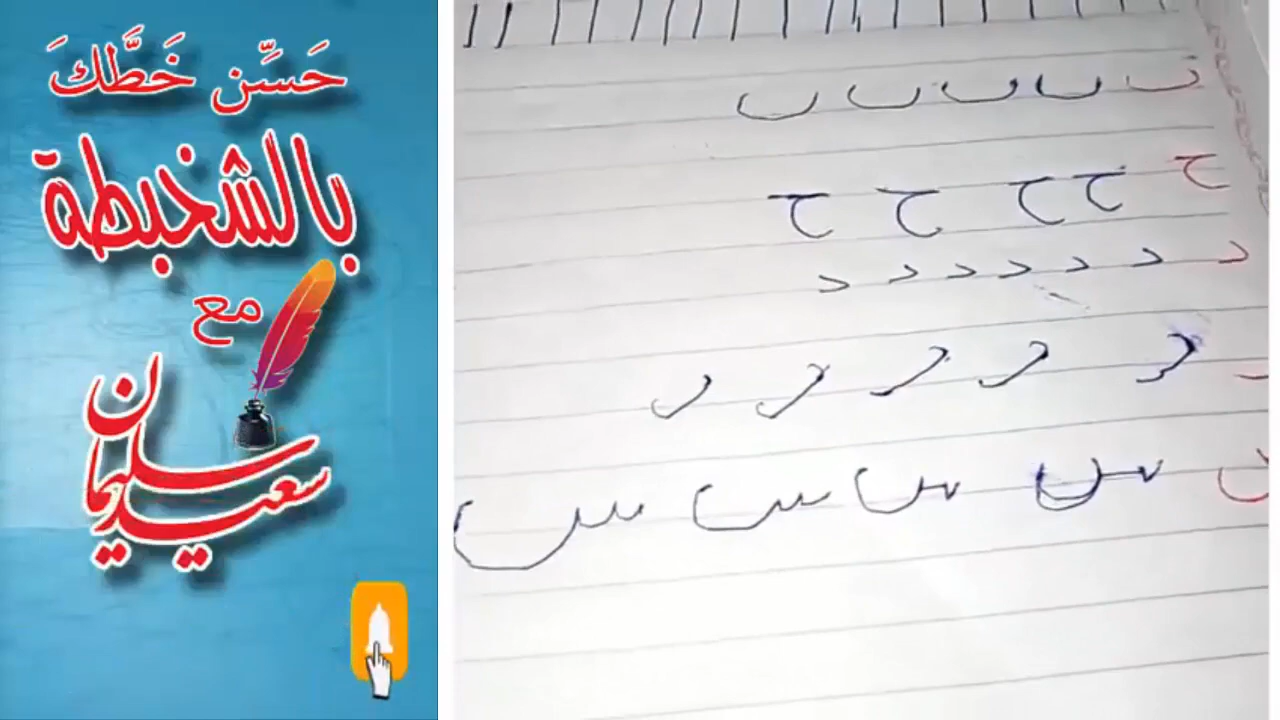 حَسِّن خَطَّكَ
بالشخبطة
مع
سعيد سليمان
ٮ ٮ ٮ ٮ ٮ
ح ح ح ح ح
د د د د د د د
ر ر ر ر ر
س س س س